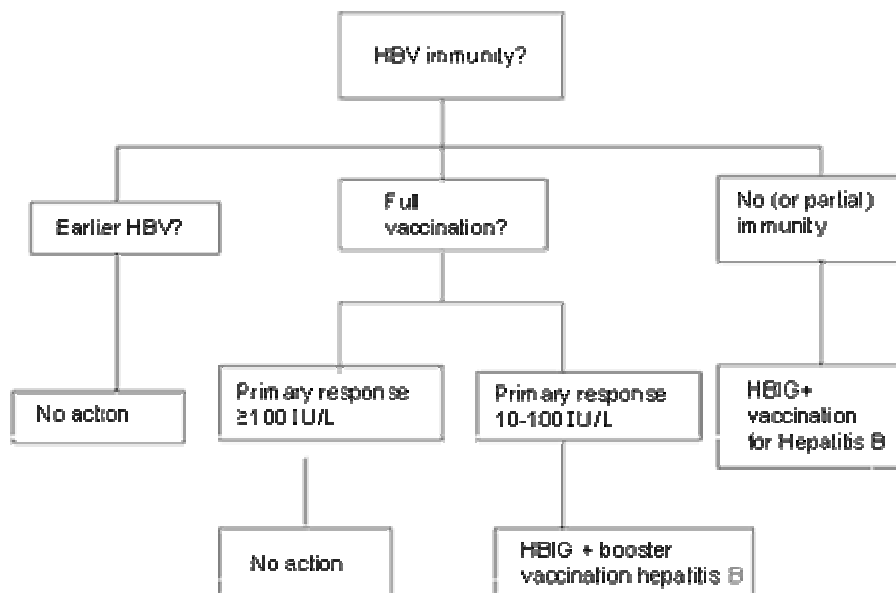 HBV immunity?
Earlier HBV?
Full
vaccination?
No (or partial)
immunity
No action
Primary response
≥100 IU/L
Primary response
10-100 IU/L
HBIG+
vaccination
for Hepatitis B
No action
HBIG + booster
vaccination hepatitis B